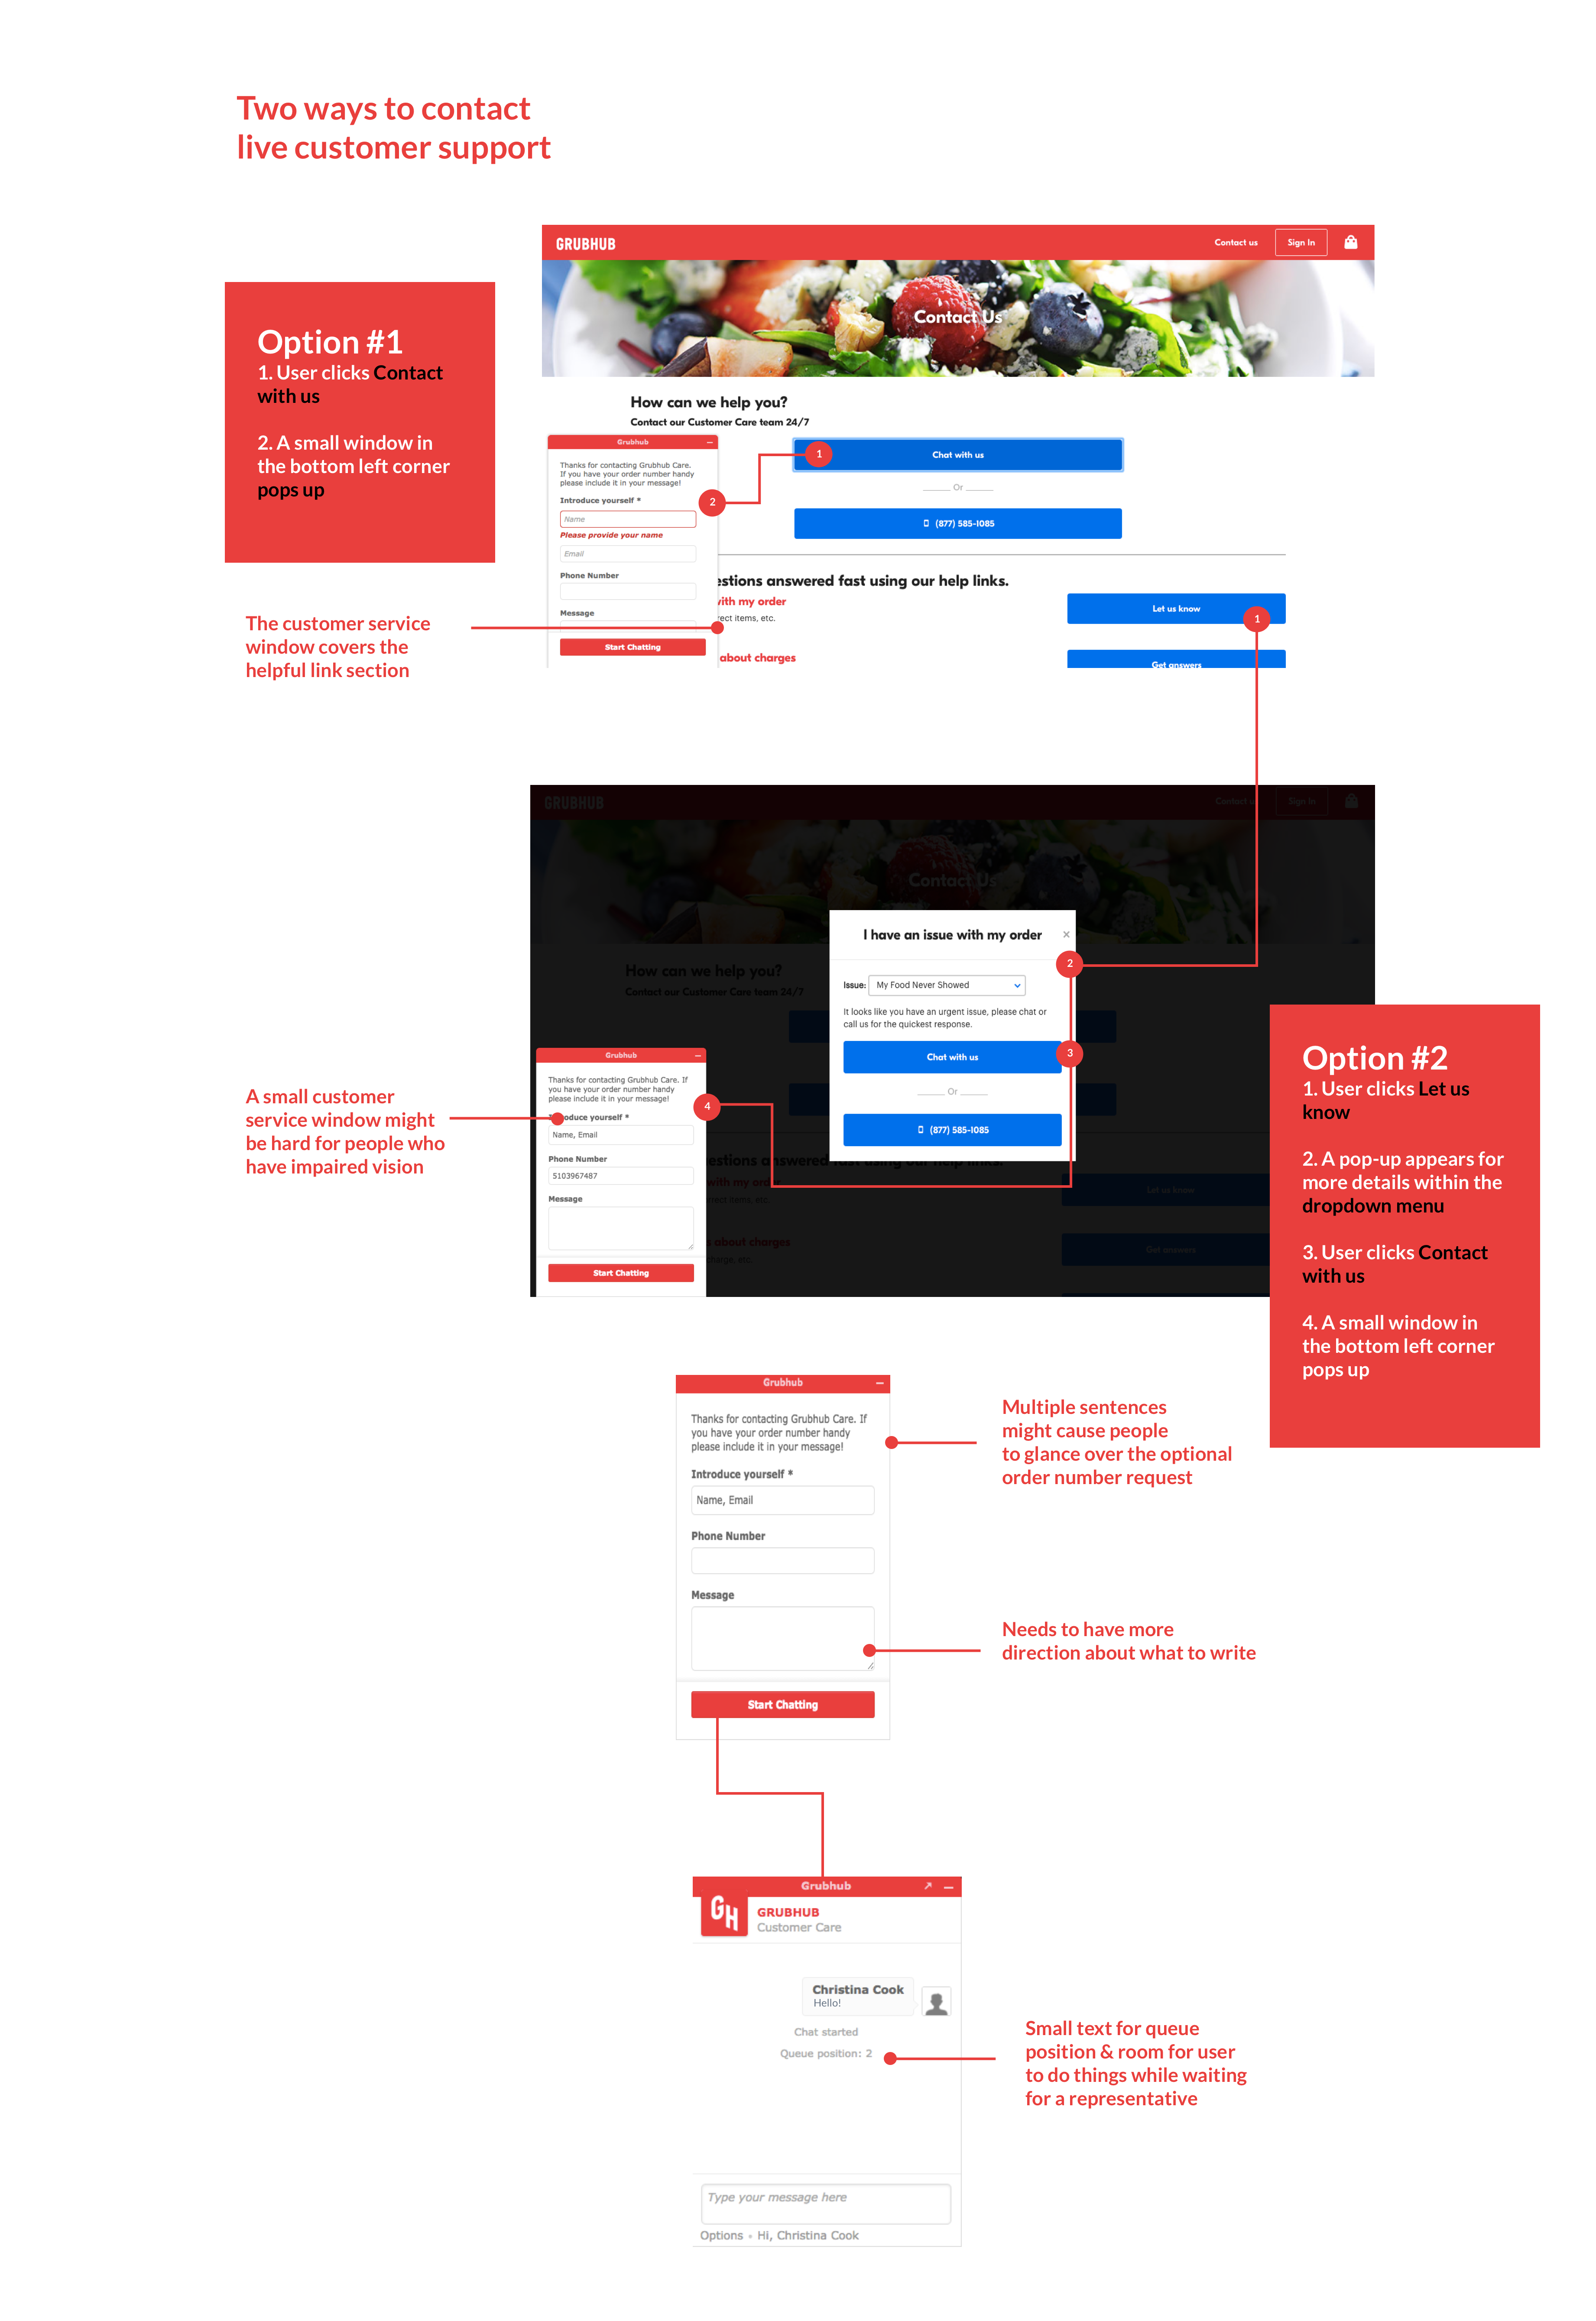 Two ways to contact
live customer support
GRUBHUB
Contact us
Sign In
Contact Us
Option #1
1. User clicks Contact
with us
2. A small window in
the bottom left corner
pops up
How can we help you?
Contact our Customer Care team 24/7
Grubhub
Thanks for contacting Grubhub Care.
If you have your order number handy
please include it in your message!
Introduce yourself *
Name
Please provide your name
Email
Phone Number
Message
Start Chatting
1
2
Chat with us
Or
(877) 585-1085
estions answered fast using our help links.
with my order
rect items, etc.
about charges
Let us know
1
Get answers
The customer service
window covers the
helpful link section
GRUBHUB
Contact us
Sign In
Contact Us
How can we help you?
Contact our Customer Care team 24/7
I have an issue with my order
×
2
Issue:
My Food Never Showed
It looks like you have an urgent issue, please chat or
call us for the quickest response.
Chat with us
3
Or
(877) 585-1085
estions answered fast using our help links.
with my order
rrect items, etc
s about charges
charge, etc
Let us know
Get answers
Grubhub
Thanks for contacting Grubhub Care. If
you have your order number handy
please include it in your message!
4
Introduce yourself *
Name, Email
Phone Number
5103967487
Message
Start Chatting
A small customer
service window might
be hard for people who
have impaired vision
Option #2
1. User clicks Let us
know
2. A pop-up appears for
more details within the
dropdown menu
3. User clicks Contact
with us
4. A small window in
the bottom left corner
pops up
Grubhub
Thanks for contacting Grubhub Care. If
you have your order number handy
please include it in your message!
Introduce yourself *
Name, Email
Phone Number
Message
Start Chatting
Multiple sentences
might cause people
to glance over the optional
order number request
Needs to have more
direction about what to write
Grubhub
GH
GRUBHUB
Customer Care
Christina Cook
Hello!
Chat started
Queue position: 2
Type your message here
Options • Hi, Christina Cook
Small text for queue
position & room for user
to do things while waiting
for a representative